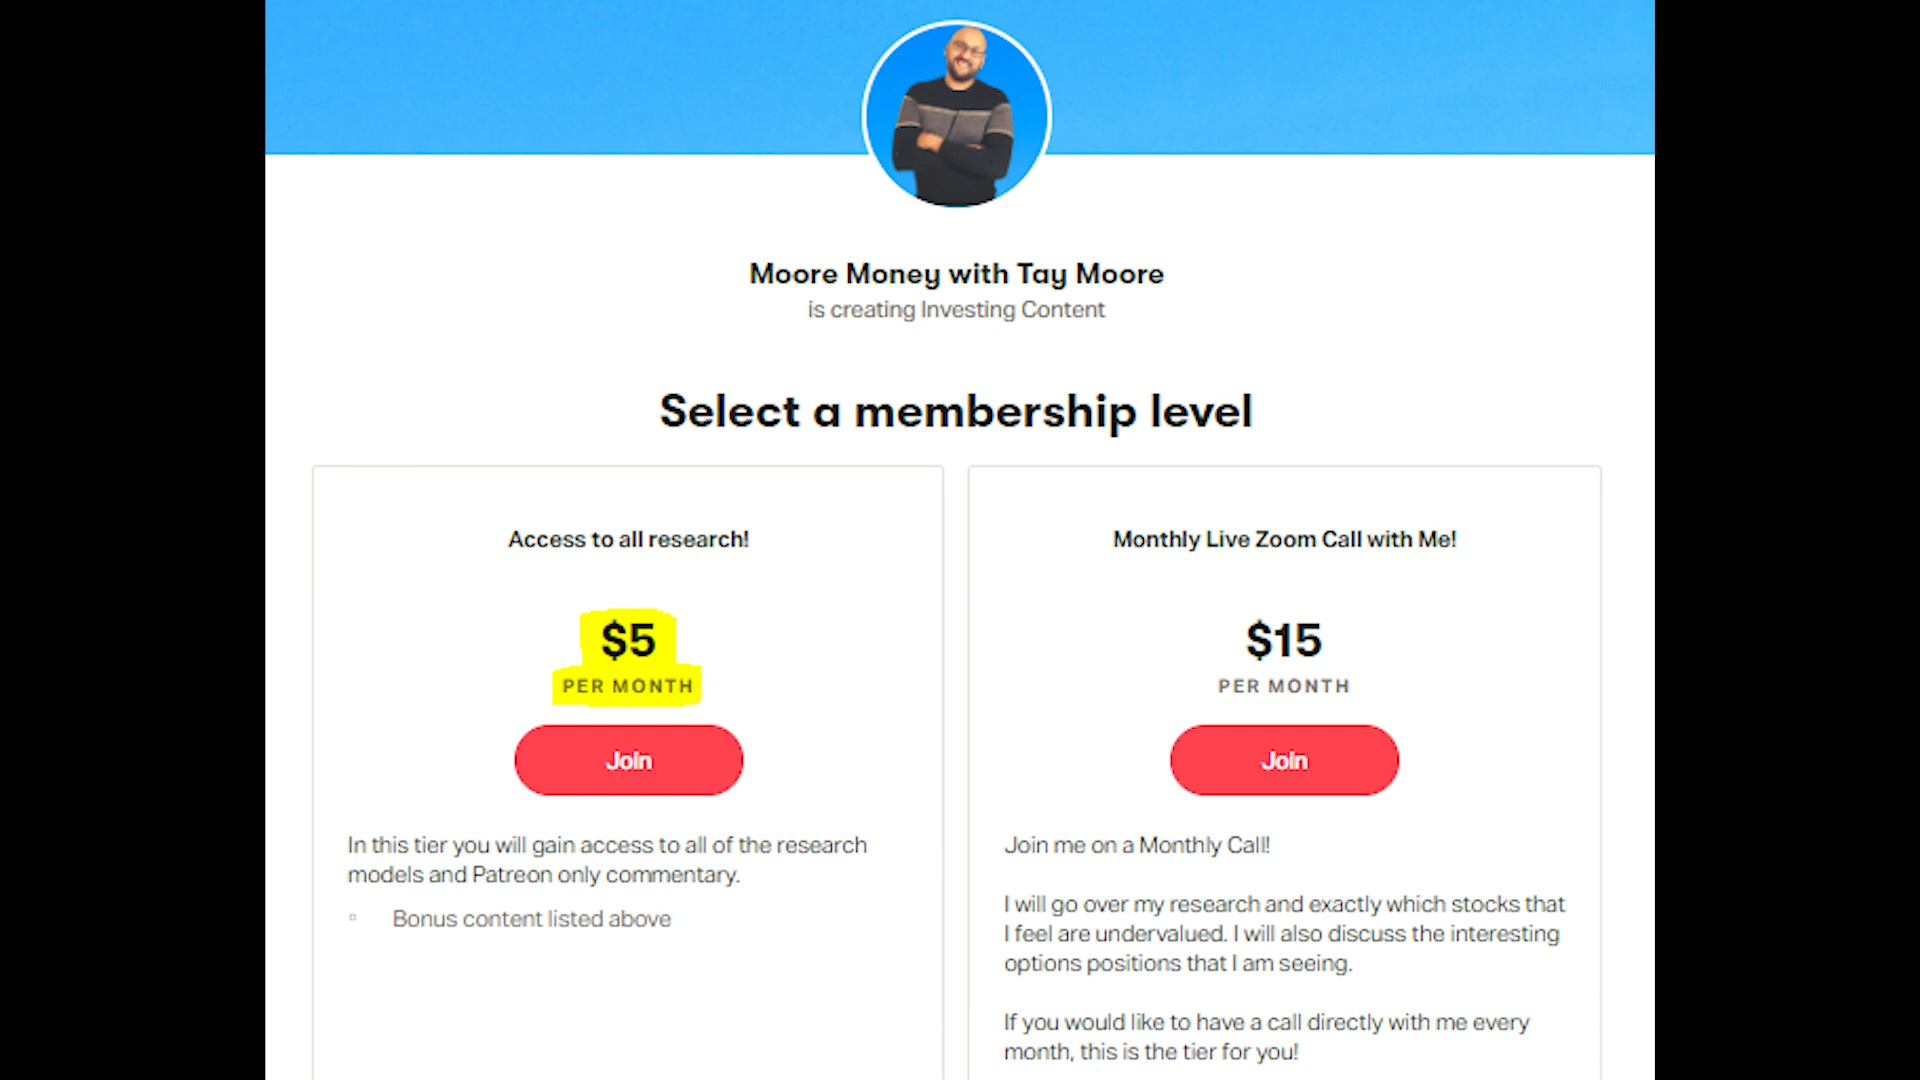 Moore Money with Tay Moore
is creating Investing Content
Select a membership level
Access to all research!
$5
PER MONTH
Join
In this tier you will gain access to all of the research
models and Patreon only commentary.
▫ Bonus content listed above
Monthly Live Zoom Call with Me!
$15
PER MONTH
Join
Join me on a Monthly Call!
I will go over my research and exactly which stocks that
I feel are undervalued. I will also discuss the interesting
options positions that I am seeing.
If you would like to have a call directly with me every
month, this is the tier for you!